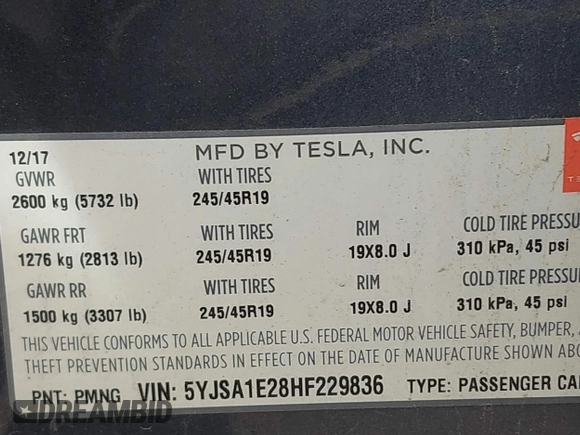 12/17 MFD BY TESLA, INC.
GVWR WITH TIRES
2600 kg (5732 lb) 245/45R19
GAWR FRT WITH TIRES RIM COLD TIRE PRESSU
1276 kg (2813 lb) 245/45R19 19X8.0 J 310 kPa, 45 psi
GAWR RR WITH TIRES RIM COLD TIRE PRESSU
1500 kg (3307 lb) 245/45R19 19X8.0 J 310 kPa, 45 psi
THIS VEHICLE CONFORMS TO ALL APPLICABLE U.S. FEDERAL MOTOR VEHICLE SAFETY, BUMPER,
THEFT PREVENTION STANDARDS IN EFFECT ON THE DATE OF MANUFACTURE SHOWN ABO
PNT: PMNG VIN: 5YJSA1E28HF229836 TYPE: PASSENGER CA
DREAMBID